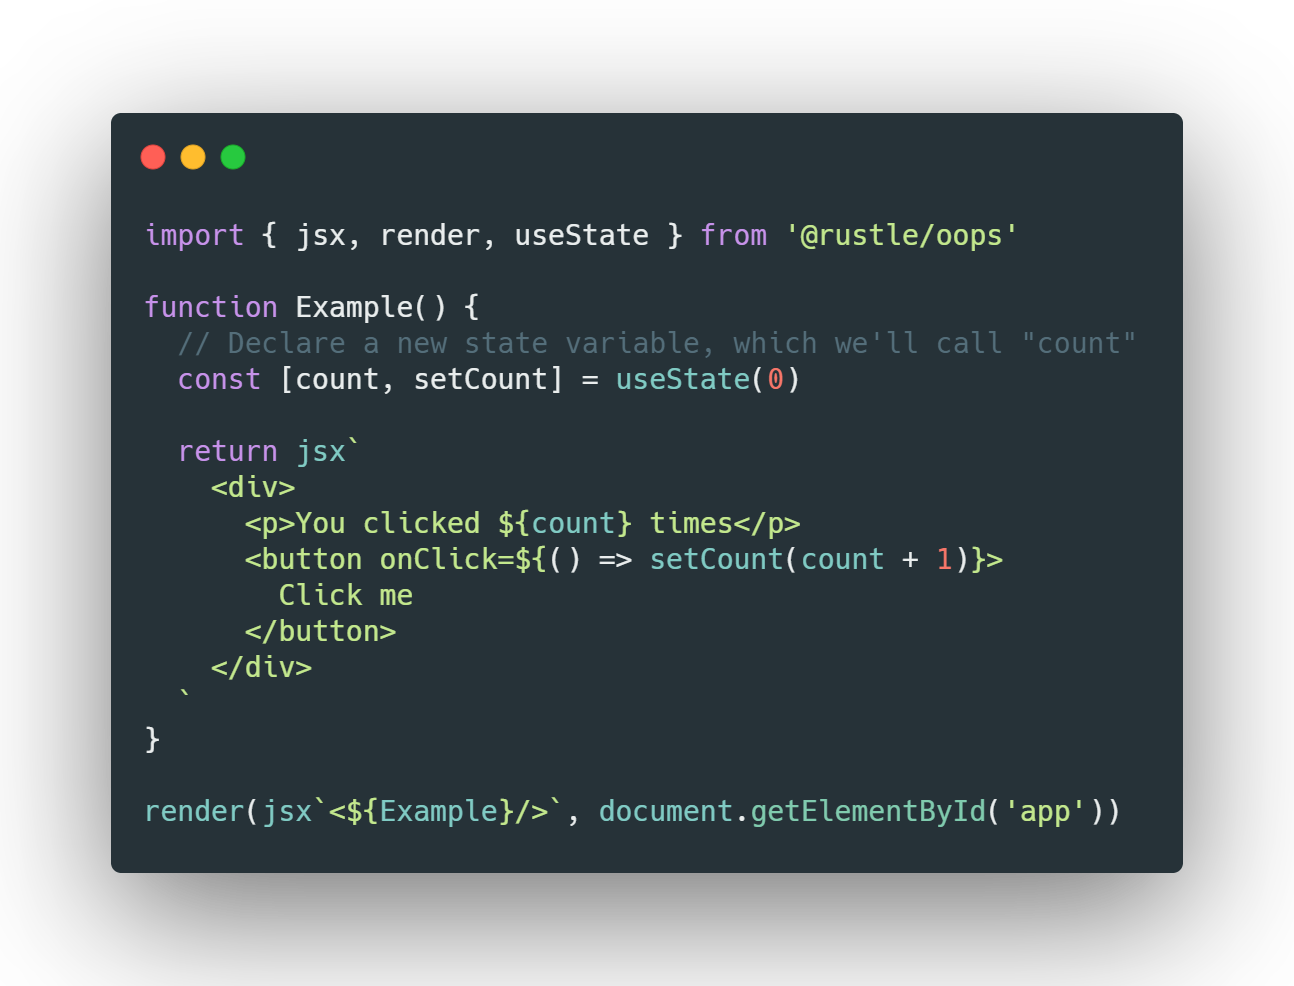 import { jsx, render, useState } from '@rustle/oops'

function Example() {
  // Declare a new state variable, which we'll call "count"
  const [count, setCount] = useState(0)

  return jsx`
    <div>
      <p>You clicked ${count} times</p>
      <button onClick=${() => setCount(count + 1)}>
        Click me
      </button>
    </div>
  `
}

render(jsx`<${Example}/>`, document.getElementById('app'))